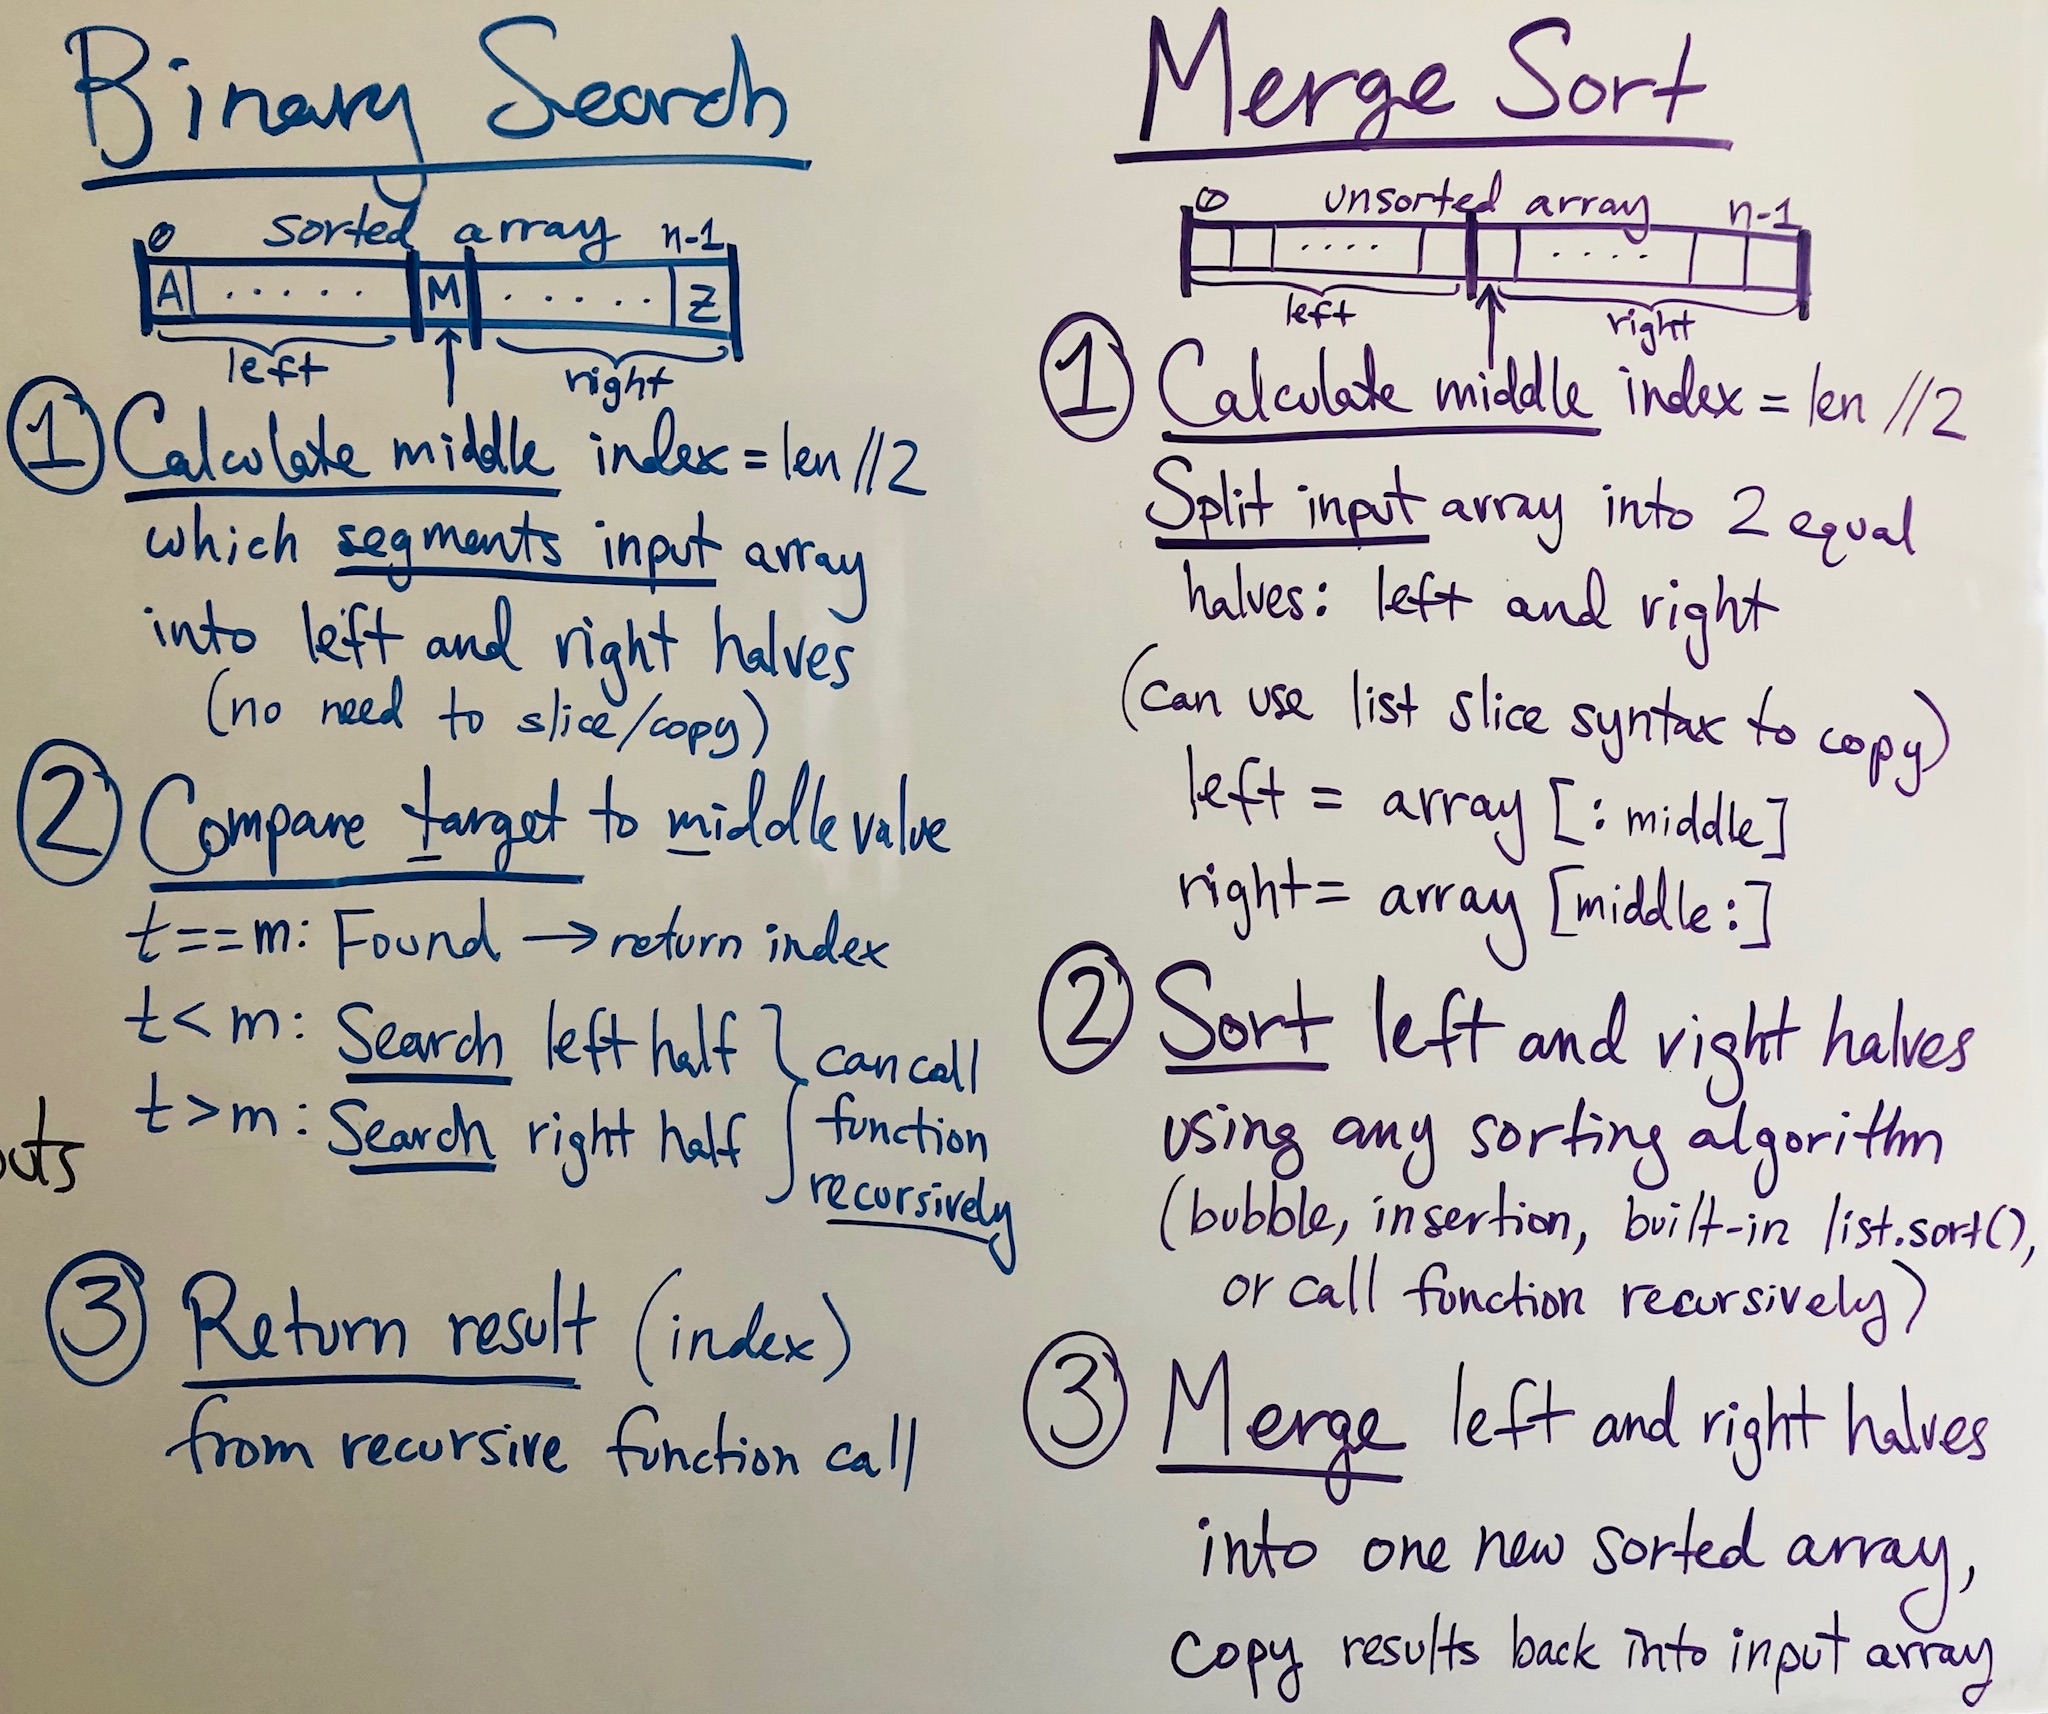 Binary Search
0 sorted array n-1
A ..... M ..... Z
left right
① Calculate middle index = len//2
which segments input array
into left and right halves
(no need to slice/copy)
② Compare target to middle value
t==m: Found → return index
t<m: Search left half
t>m: Search right half
can call
function
recursively
③ Return result (index)
from recursive function call
uts
Merge Sort
0 unsorted array n-1
.... ....
left right
① Calculate middle index = len//2
Split input array into 2 equal
halves: left and right
(can use list slice syntax to copy)
left = array [:middle]
right = array [middle:]
② Sort left and right halves
using any sorting algorithm
(bubble, insertion, built-in list.sort(),
or call function recursively)
③ Merge left and right halves
into one new sorted array,
copy results back into input array